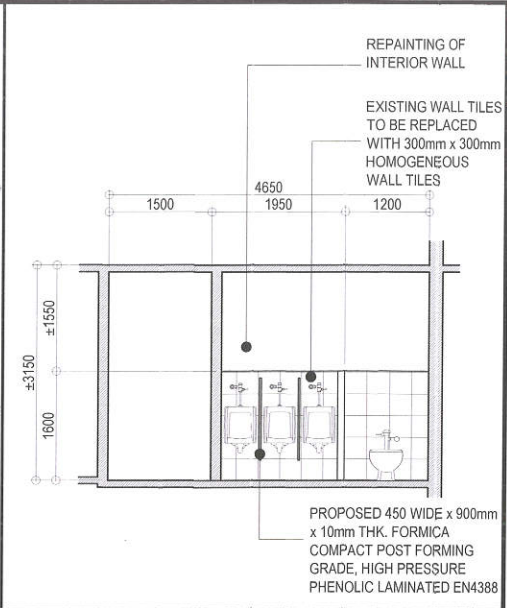 REPAINTING OF
INTERIOR WALL
EXISTING WALL TILES
TO BE REPLACED
WITH 300mm x 300mm
HOMOGENEOUS
WALL TILES
4650
1500
1950
1200
±3150
±1550
1600
PROPOSED 450 WIDE x 900mm
x 10mm THK. FORMICA
COMPACT POST FORMING
GRADE, HIGH PRESSURE
PHENOLIC LAMINATED EN4388